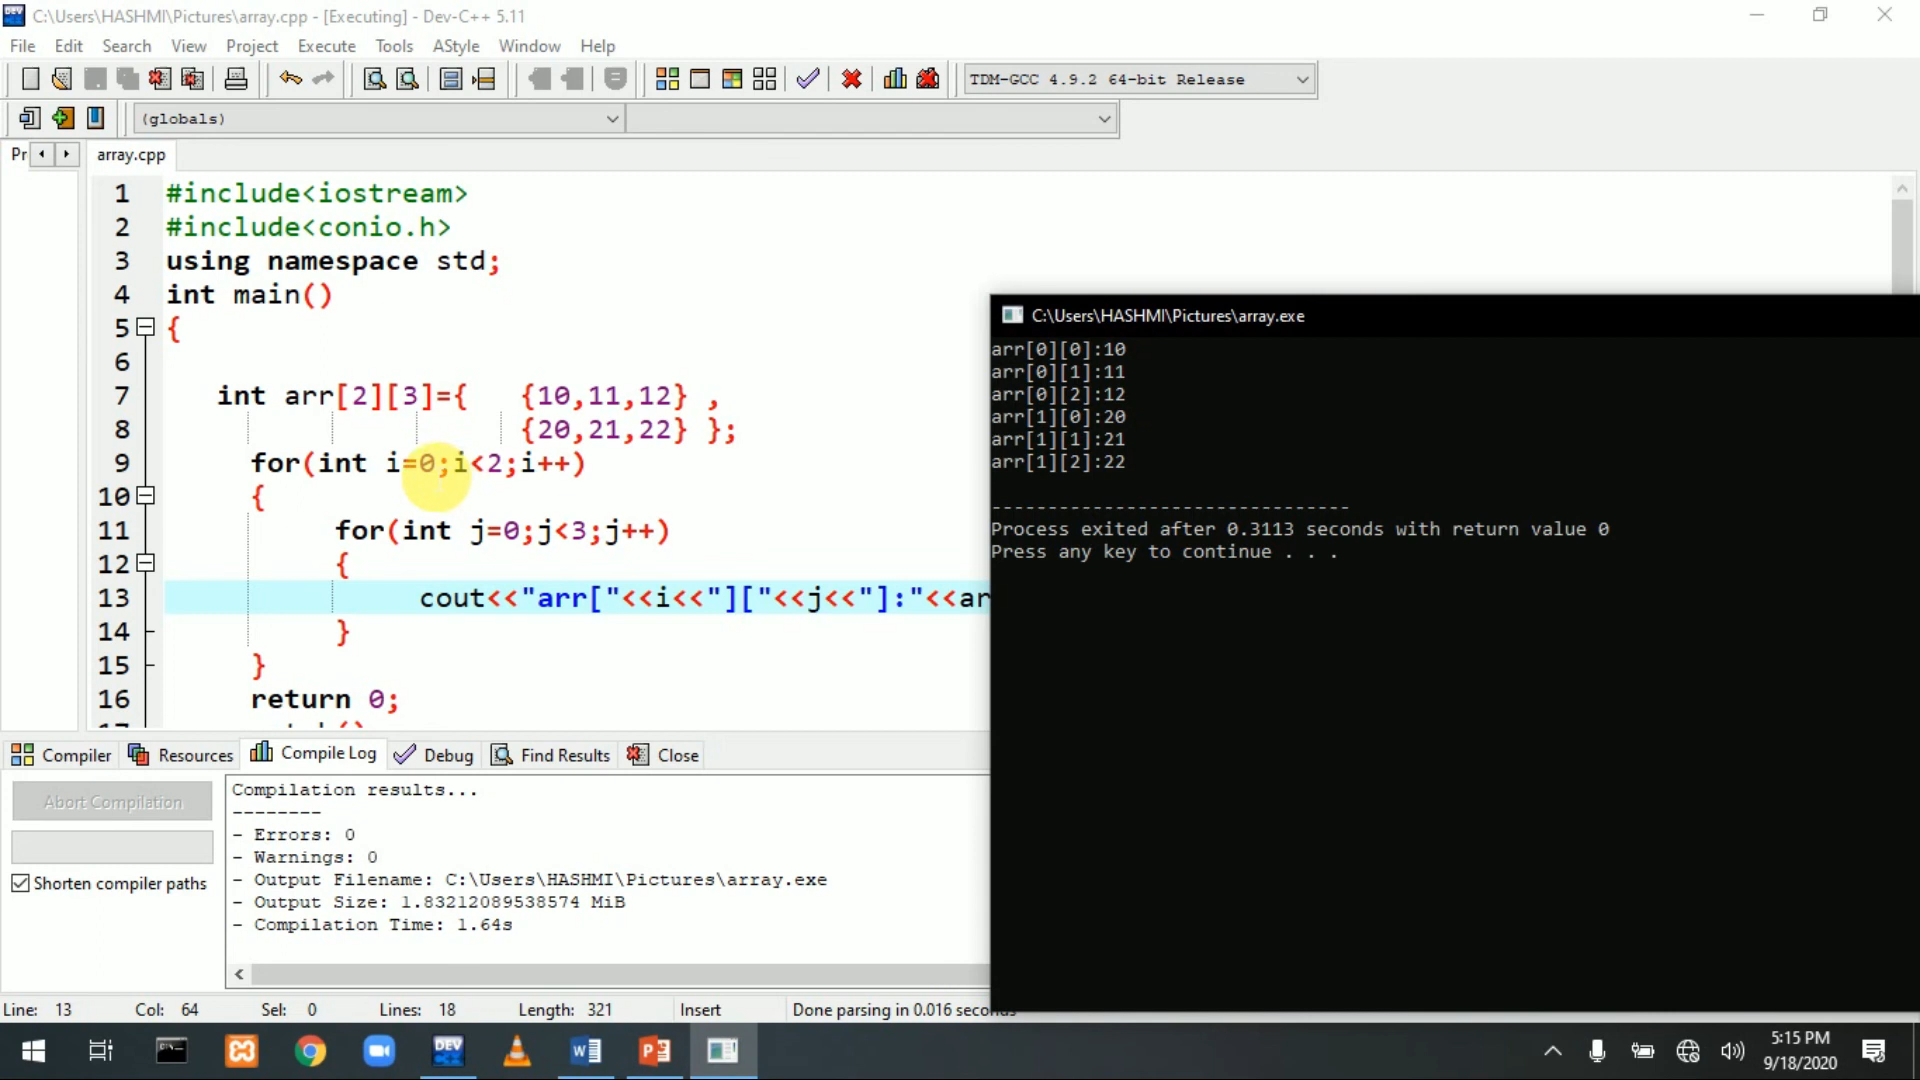 C:\Users\HASHMI\Pictures\array.cpp - [Executing] - Dev-C++ 5.11
File Edit Search View Project Execute Tools AStyle Window Help
TDM-GCC 4.9.2 64-bit Release
(globals)
Pr array.cpp
1 #include<iostream>
2 #include<conio.h>
3 using namespace std;
4 int main()
5 {
6
7 int arr[2][3]={ {10,11,12} ,
8 {20,21,22} };
9 for(int i=0;i<2;i++)
10 {
11 for(int j=0;j<3;j++)
12 {
13 cout<<"arr["<<i<<"]["<<j<<"]:"<<ar
14 }
15 }
16 return 0;
C:\Users\HASHMI\Pictures\array.exe
arr[0][0]:10
arr[0][1]:11
arr[0][2]:12
arr[1][0]:20
arr[1][1]:21
arr[1][2]:22
--------------------------------
Process exited after 0.3113 seconds with return value 0
Press any key to continue . . .
Compiler Resources Compile Log Debug Find Results Close
Abort Compilation
Shorten compiler paths
Compilation results...
--------
- Errors: 0
- Warnings: 0
- Output Filename: C:\Users\HASHMI\Pictures\array.exe
- Output Size: 1.83212089538574 MiB
- Compilation Time: 1.64s
Line: 13 Col: 64 Sel: 0 Lines: 18 Length: 321 Insert Done parsing in 0.016 seconds
DEV
5:15 PM
9/18/2020